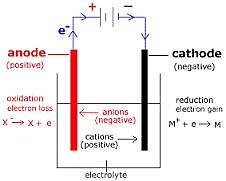 + −
e-
anode
(positive)
cathode
(negative)
oxidation
electron loss
X- → X + e
anions
(negative)
cations
(positive)
reduction
electron gain
M+ + e → M
electrolyte